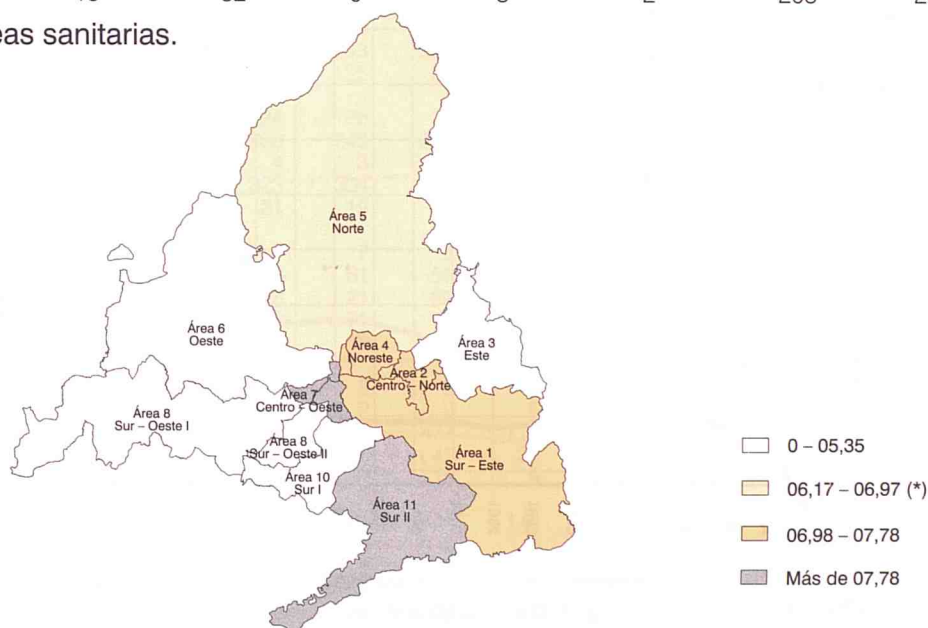 eas sanitarias.
Área 5
Norte
Área 6
Oeste
Área 4
Noreste
Área 3
Este
Área 2
Centro – Norte
Área 7
Centro – Oeste
Área 8
Sur – Oeste I
Área 8
Sur – Oeste II
Área 1
Sur – Este
Área 10
Sur I
Área 11
Sur II
0 – 05,35
06,17 – 06,97 (*)
06,98 – 07,78
Más de 07,78